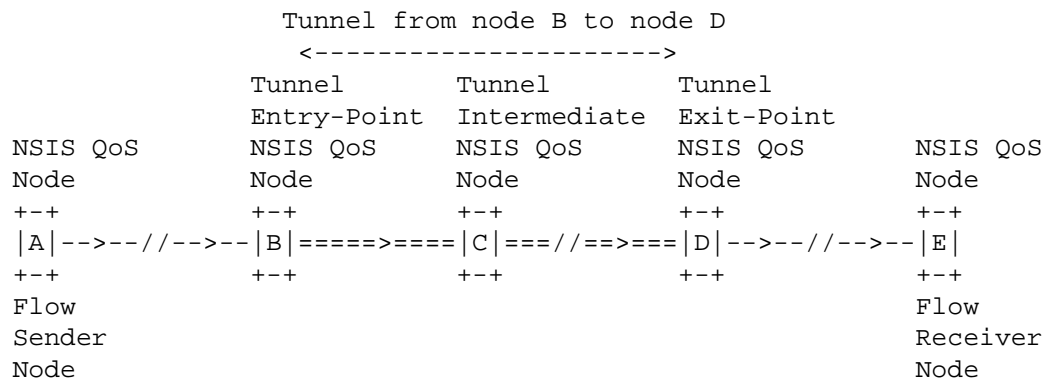 Tunnel from node B to node D
                  <---------------------->
               Tunnel       Tunnel        Tunnel
               Entry-Point  Intermediate  Exit-Point
NSIS QoS       NSIS QoS     NSIS QoS      NSIS QoS       NSIS QoS
Node           Node         Node          Node           Node
+-+            +-+          +-+           +-+            +-+
|A|-->--//-->--|B|=====>====|C|===//==>===|D|-->--//-->--|E|
+-+            +-+          +-+           +-+            +-+
Flow                                                     Flow
Sender                                                   Receiver
Node                                                     Node